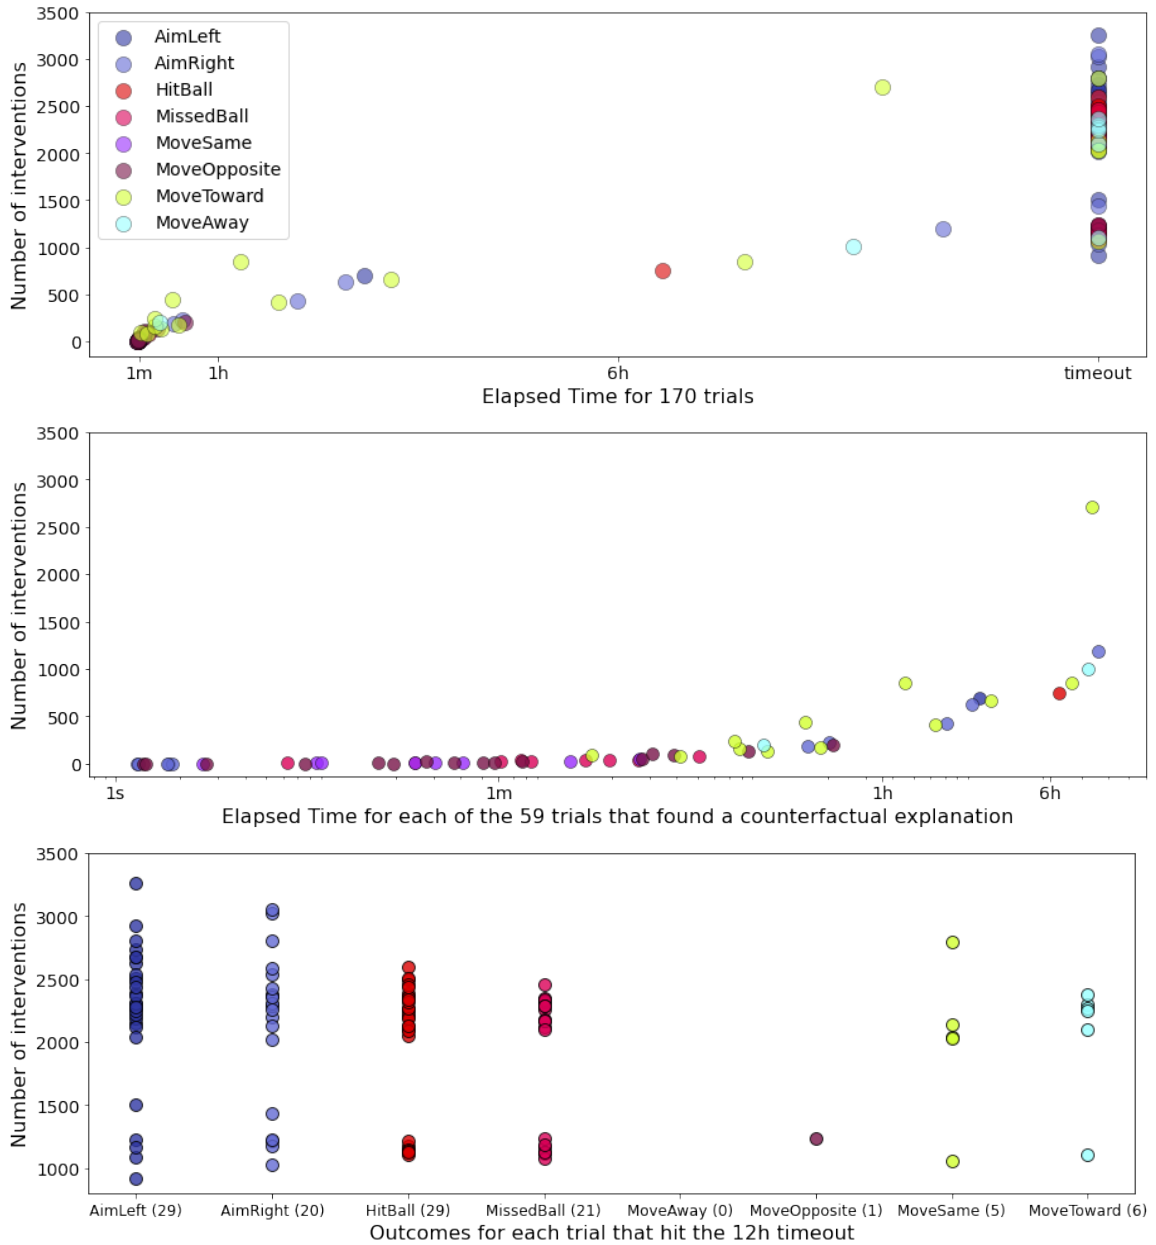 3500
3000
2500
2000
1500
1000
500
0
Number of interventions
AimLeft
AimRight
HitBall
MissedBall
MoveSame
MoveOpposite
MoveToward
MoveAway
1m 1h 6h timeout
Elapsed Time for 170 trials
3500
3000
2500
2000
1500
1000
500
0
Number of interventions
1s 1m 1h 6h
Elapsed Time for each of the 59 trials that found a counterfactual explanation
3500
3000
2500
2000
1500
1000
Number of interventions
AimLeft (29) AimRight (20) HitBall (29) MissedBall (21) MoveAway (0) MoveOpposite (1) MoveSame (5) MoveToward (6)
Outcomes for each trial that hit the 12h timeout